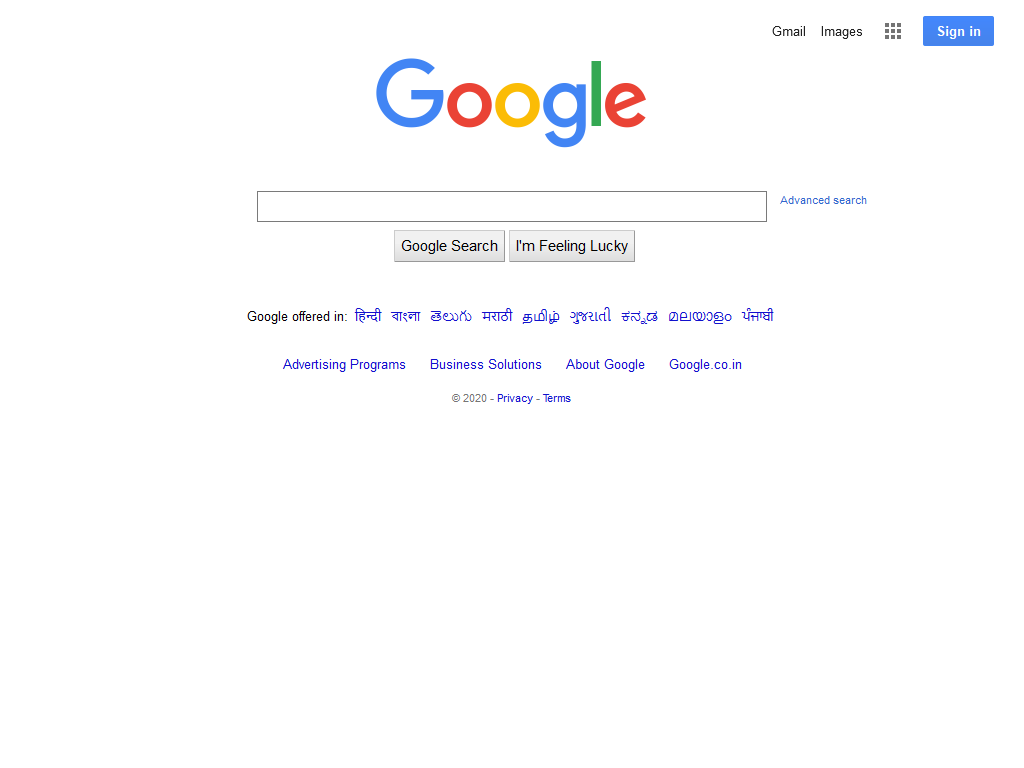 Gmail Images Sign in
Google
Advanced search
Google Search I'm Feeling Lucky
Google offered in: हिन्दी বাংলা తెలుగు मराठी தமிழ் ગુજરાતી ಕನ್ನಡ മലയാളം ਪੰਜਾਬੀ
Advertising Programs Business Solutions About Google Google.co.in
© 2020 - Privacy - Terms